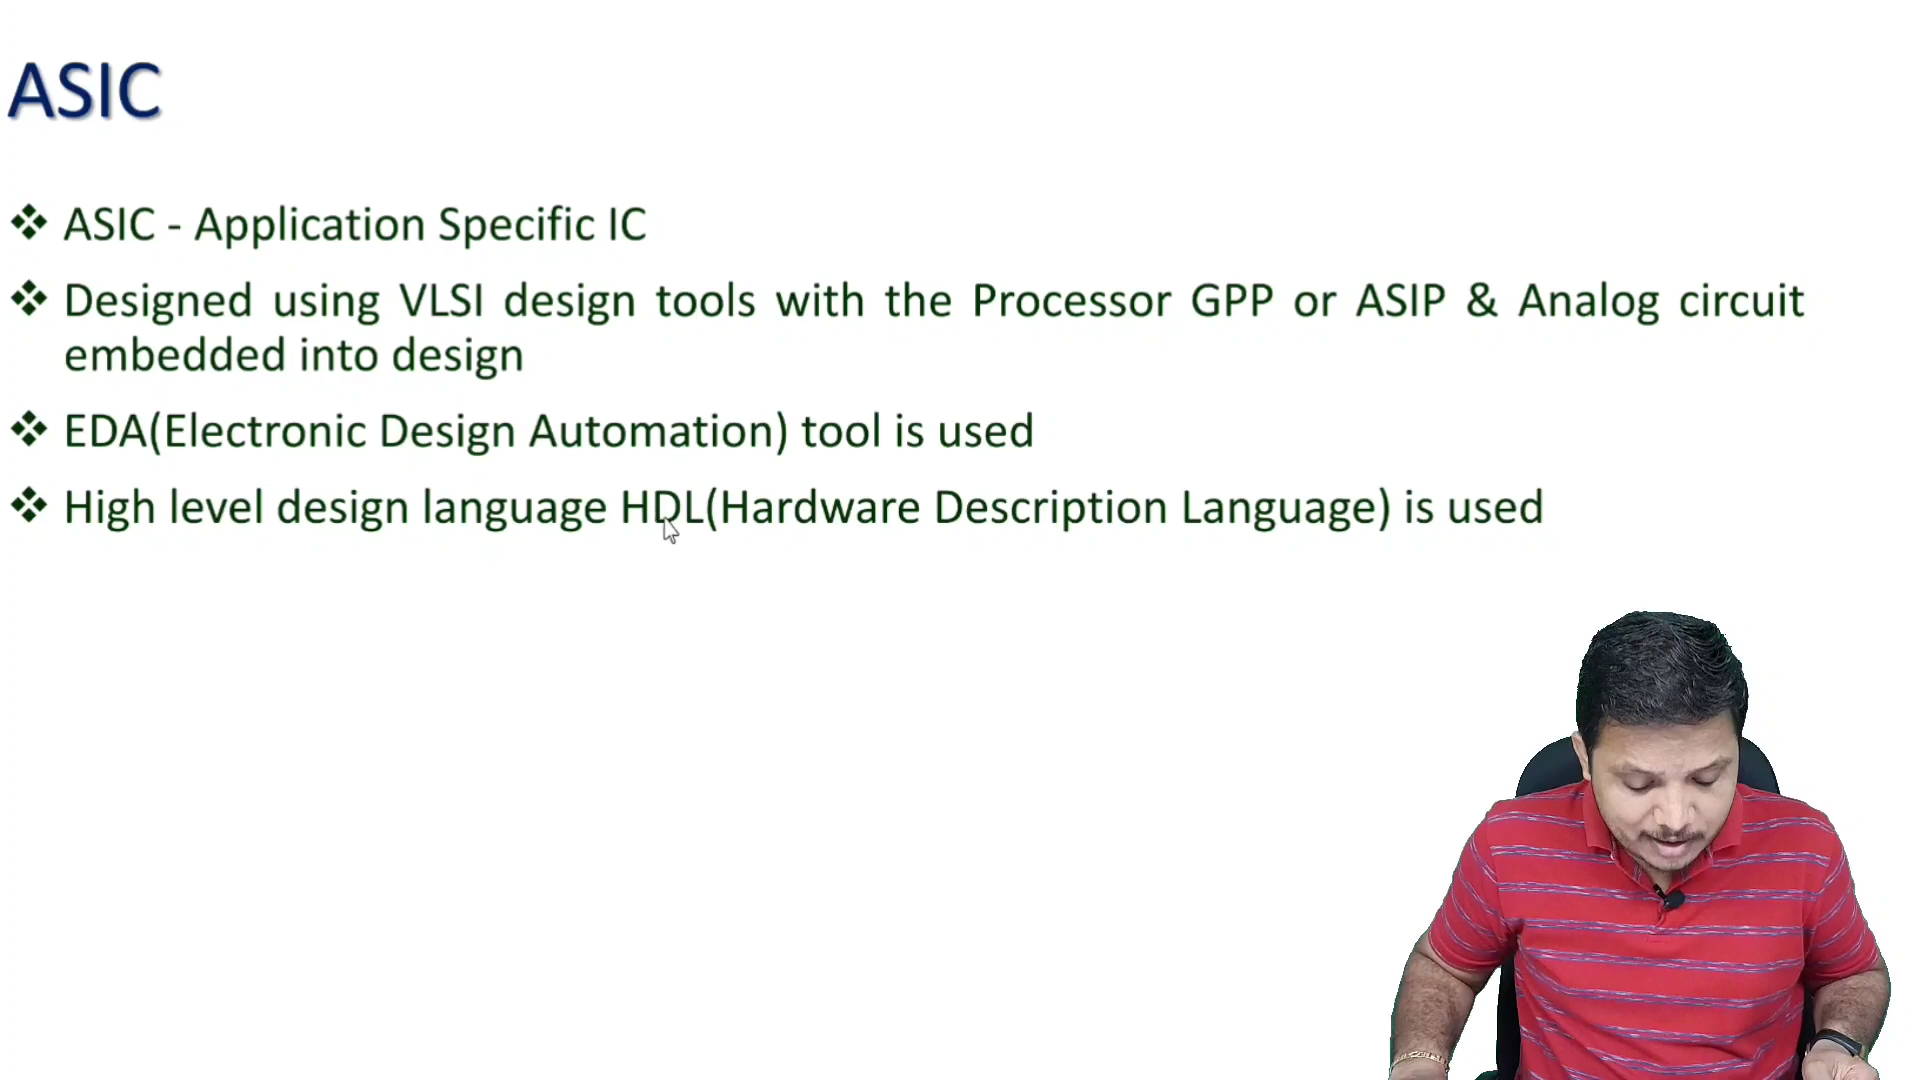 ASIC
ASIC - Application Specific IC
Designed using VLSI design tools with the Processor GPP or ASIP & Analog circuit
embedded into design
EDA(Electronic Design Automation) tool is used
High level design language HDL(Hardware Description Language) is used